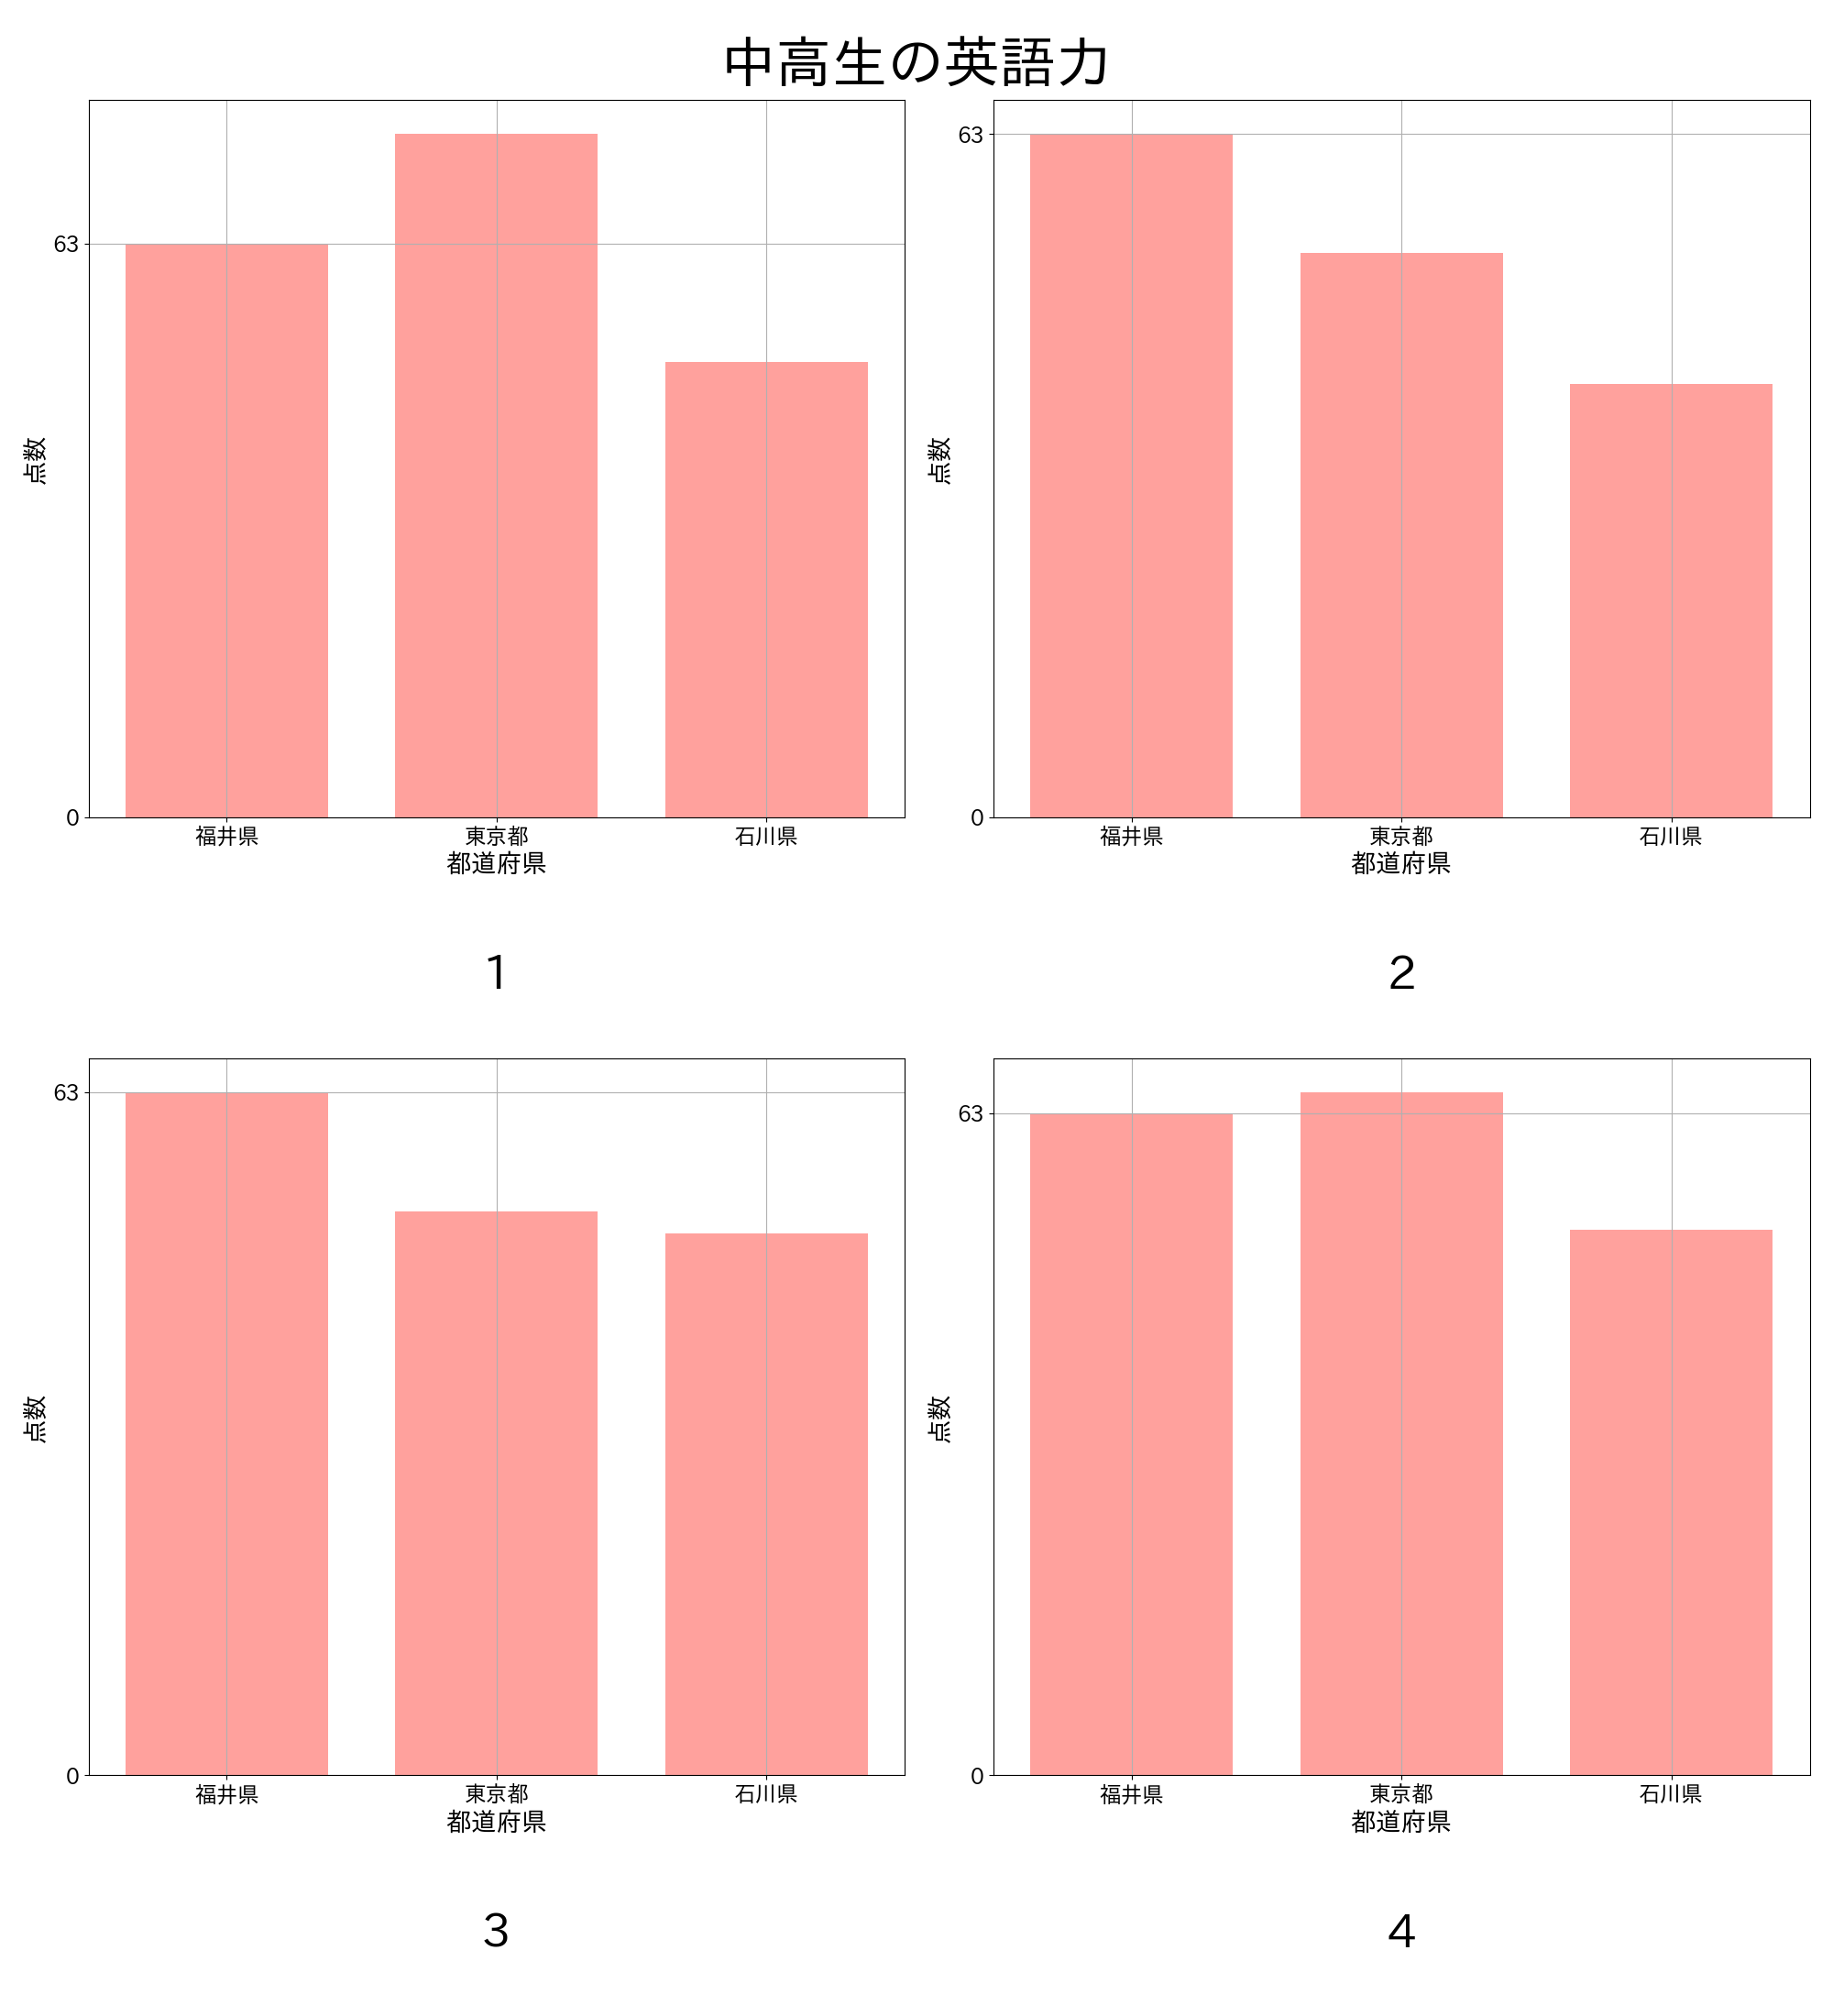 中高生の英語力
63
点数
0
福井県 東京都 石川県
都道府県
1
63
点数
0
福井県 東京都 石川県
都道府県
2
63
点数
0
福井県 東京都 石川県
都道府県
3
63
点数
0
福井県 東京都 石川県
都道府県
4